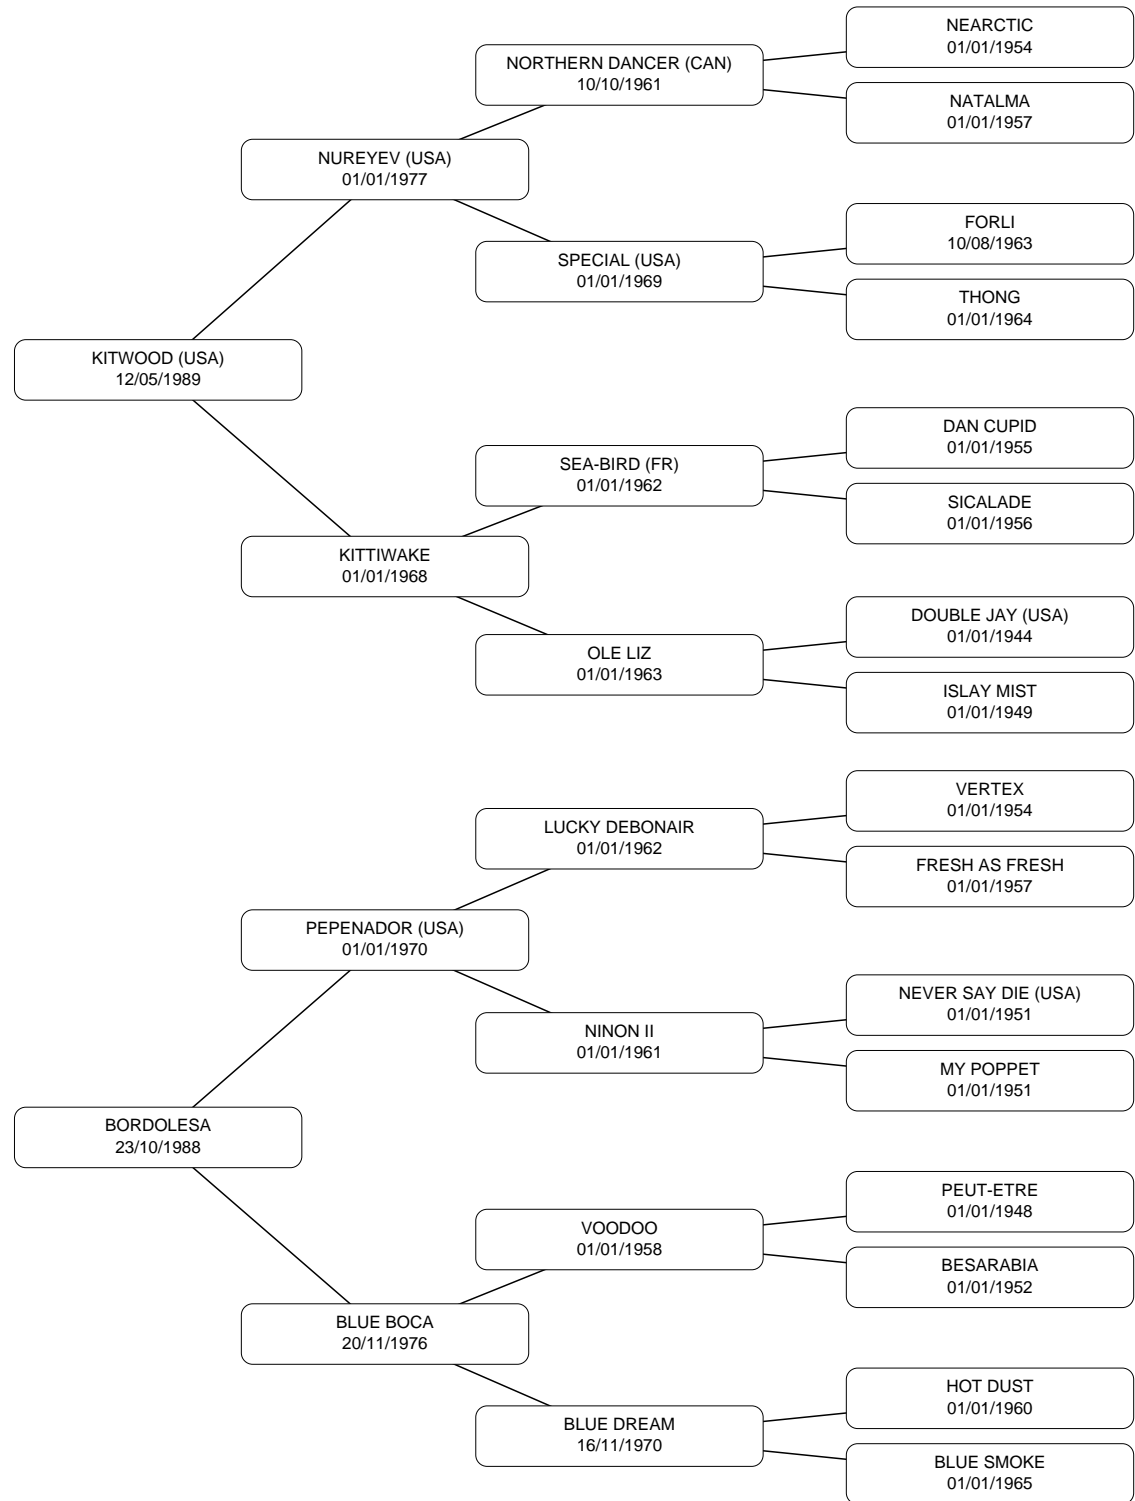 NEARCTIC
01/01/1954
NORTHERN DANCER (CAN)
10/10/1961
NATALMA
01/01/1957
NUREYEV (USA)
01/01/1977
FORLI
10/08/1963
SPECIAL (USA)
01/01/1969
THONG
01/01/1964
KITWOOD (USA)
12/05/1989
DAN CUPID
01/01/1955
SEA-BIRD (FR)
01/01/1962
SICALADE
01/01/1956
KITTIWAKE
01/01/1968
DOUBLE JAY (USA)
01/01/1944
OLE LIZ
01/01/1963
ISLAY MIST
01/01/1949
VERTEX
01/01/1954
LUCKY DEBONAIR
01/01/1962
FRESH AS FRESH
01/01/1957
PEPENADOR (USA)
01/01/1970
NEVER SAY DIE (USA)
01/01/1951
NINON II
01/01/1961
MY POPPET
01/01/1951
BORDOLESA
23/10/1988
PEUT-ETRE
01/01/1948
VOODOO
01/01/1958
BESARABIA
01/01/1952
BLUE BOCA
20/11/1976
HOT DUST
01/01/1960
BLUE DREAM
16/11/1970
BLUE SMOKE
01/01/1965